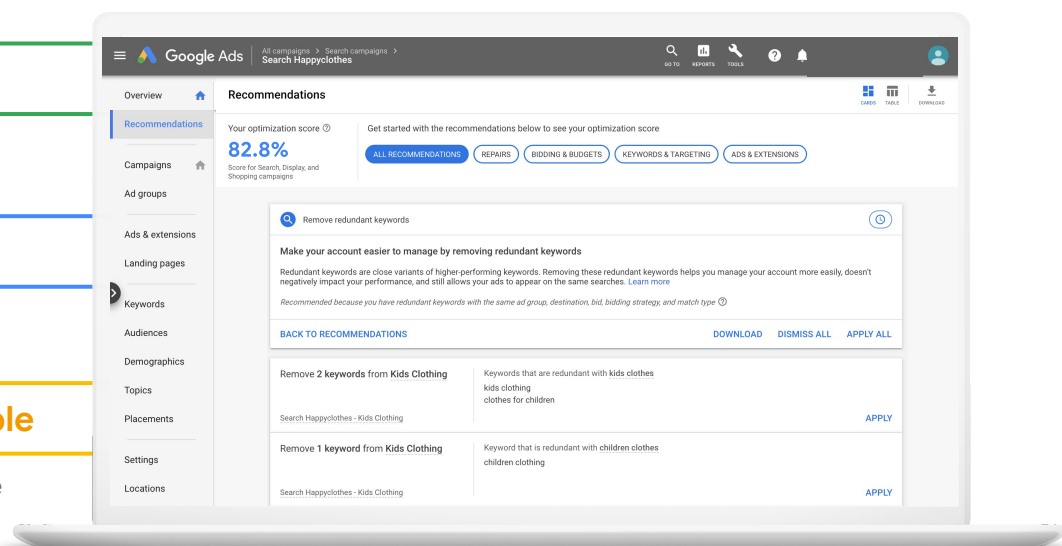 Google Ads
All campaigns > Search campaigns >
Search Happyclothes
GO TO
REPORTS
TOOLS
Overview
Recommendations
Campaigns
Ad groups
Ads & extensions
Landing pages
Keywords
Audiences
Demographics
Topics
Placements
Settings
Locations
Recommendations
CARDS
TABLE
DOWNLOAD
Your optimization score
82.8%
Score for Search, Display, and
Shopping campaigns
Get started with the recommendations below to see your optimization score
ALL RECOMMENDATIONS
REPAIRS
BIDDING & BUDGETS
KEYWORDS & TARGETING
ADS & EXTENSIONS
Remove redundant keywords
Make your account easier to manage by removing redundant keywords
Redundant keywords are close variants of higher-performing keywords. Removing these redundant keywords helps you manage your account more easily, doesn't
negatively impact your performance, and still allows your ads to appear on the same searches. Learn more
Recommended because you have redundant keywords with the same ad group, destination, bid, bidding strategy, and match type
BACK TO RECOMMENDATIONS
DOWNLOAD
DISMISS ALL
APPLY ALL
Remove 2 keywords from Kids Clothing
Keywords that are redundant with kids clothes
kids clothing
clothes for children
Search Happyclothes - Kids Clothing
APPLY
Remove 1 keyword from Kids Clothing
Keyword that is redundant with children clothes
children clothing
Search Happyclothes - Kids Clothing
APPLY